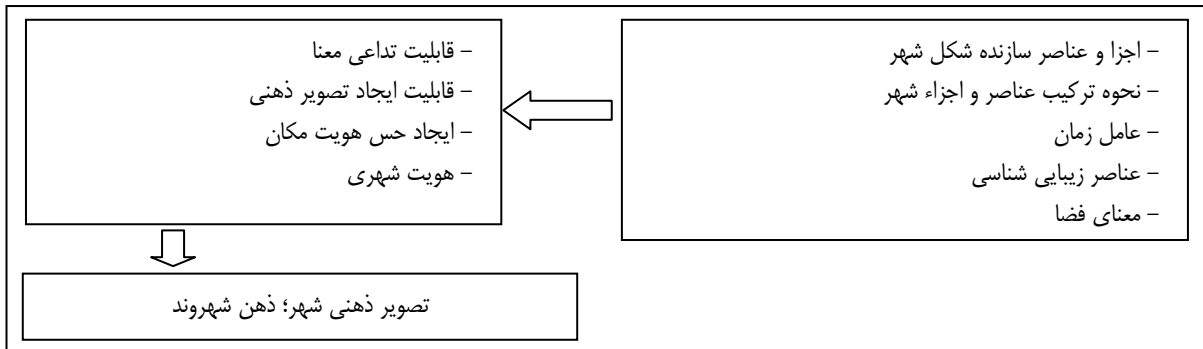 - اجزا و عناصر سازنده شکل شهر
- نحوه ترکیب عناصر و اجزاء شهر
- عامل زمان
- عناصر زیبایی شناسی
- معنای فضا
- قابلیت تداعی معنا
- قابلیت ایجاد تصویر ذهنی
- ایجاد حس هویت مکان
- هویت شهری
تصویر ذهنی شهر؛ ذهن شهروند